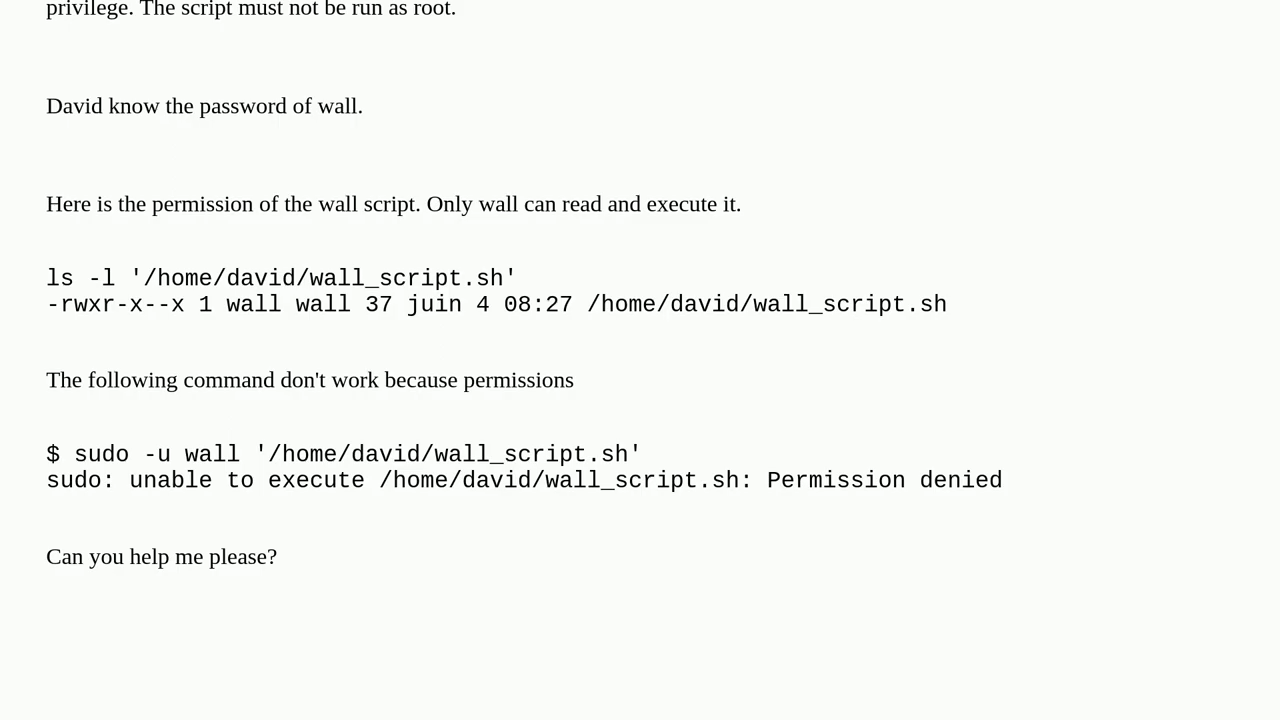 privilege. The script must not be run as root.
David know the password of wall.
Here is the permission of the wall script. Only wall can read and execute it.
ls -l '/home/david/wall_script.sh'
-rwxr-x--x 1 wall wall 37 juin 4 08:27 /home/david/wall_script.sh
The following command don't work because permissions
$ sudo -u wall '/home/david/wall_script.sh'
sudo: unable to execute /home/david/wall_script.sh: Permission denied
Can you help me please?